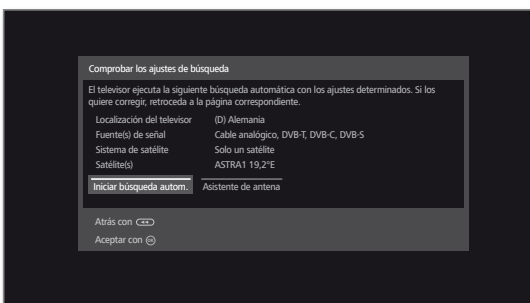 Comprobar los ajustes de búsqueda
El televisor ejecuta la siguiente búsqueda automática con los ajustes determinados. Si los
quiere corregir, retroceda a la página correspondiente.
Localización del televisor (D) Alemania
Fuente(s) de señal Cable analógico, DVB-T, DVB-C, DVB-S
Sistema de satélite Solo un satélite
Satélite(s) ASTRA1 19,2°E
Iniciar búsqueda autom. Asistente de antena
Atrás con
Aceptar con OK